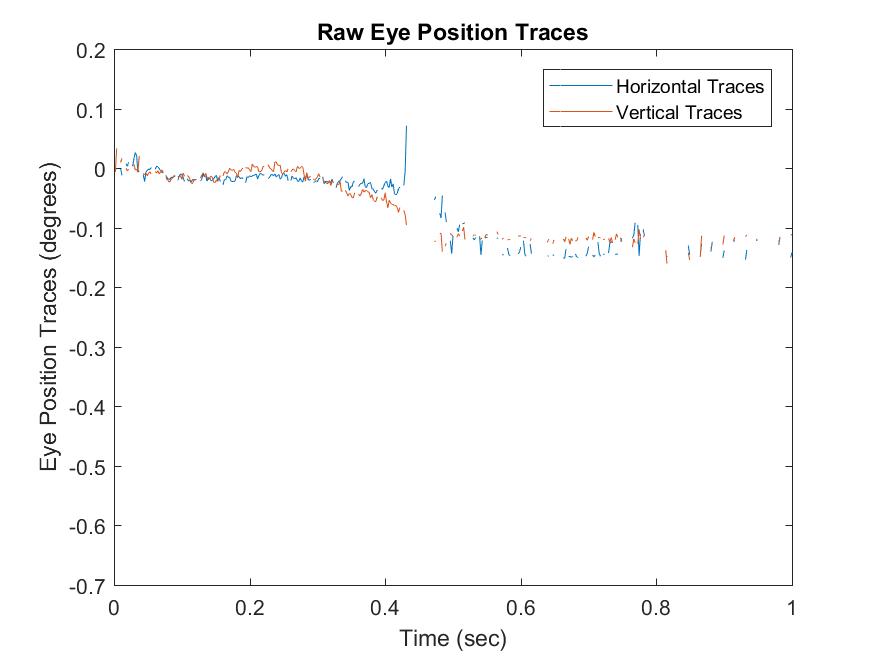 Raw Eye Position Traces
Horizontal Traces
Vertical Traces
Eye Position Traces (degrees)
0.2
0.1
0
-0.1
-0.2
-0.3
-0.4
-0.5
-0.6
-0.7
0 0.2 0.4 0.6 0.8 1
Time (sec)